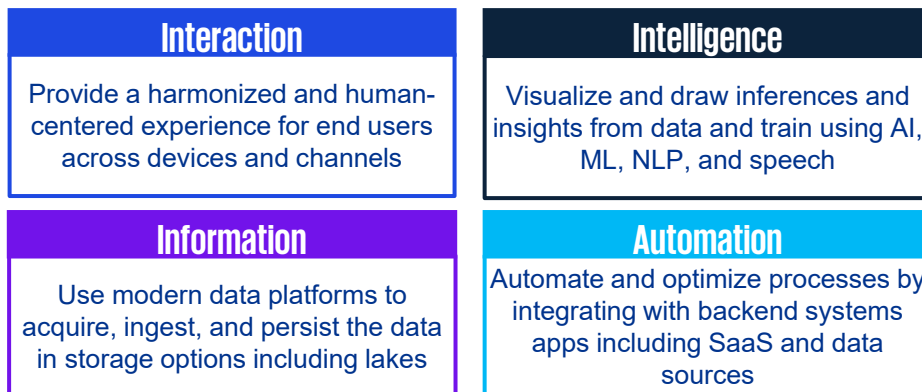 Interaction
Provide a harmonized and human-
centered experience for end users
across devices and channels
Intelligence
Visualize and draw inferences and
insights from data and train using AI,
ML, NLP, and speech
Information
Use modern data platforms to
acquire, ingest, and persist the data
in storage options including lakes
Automation
Automate and optimize processes by
integrating with backend systems
apps including SaaS and data
sources